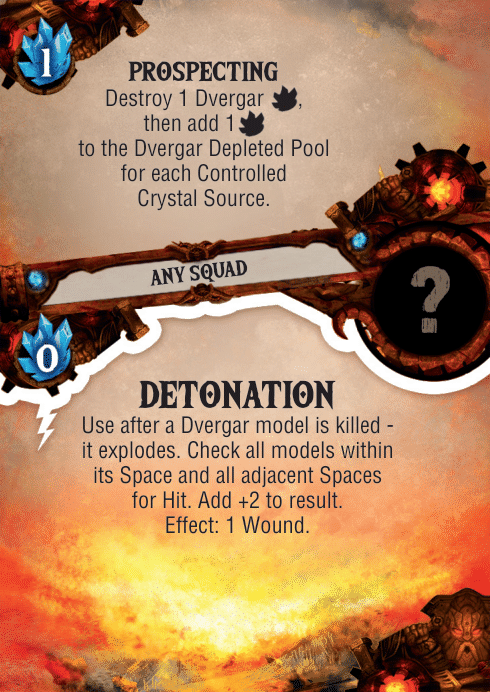 1
PROSPECTING
Destroy 1 Dvergar ,
then add 1
to the Dvergar Depleted Pool
for each Controlled
Crystal Source.
ANY SQUAD
?
0
DETONATION
Use after a Dvergar model is killed -
it explodes. Check all models within
its Space and all adjacent Spaces
for Hit. Add +2 to result.
Effect: 1 Wound.